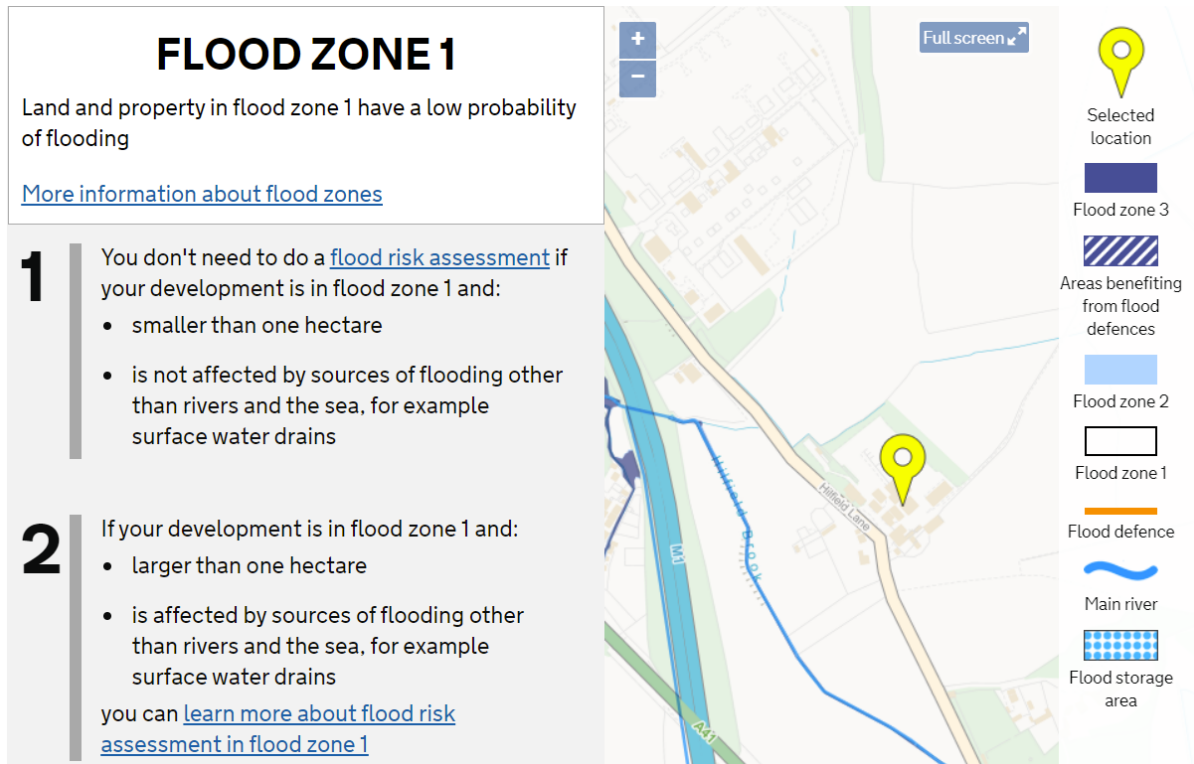 FLOOD ZONE 1
Land and property in flood zone 1 have a low probability
of flooding
More information about flood zones
1
You don't need to do a flood risk assessment if
your development is in flood zone 1 and:
• smaller than one hectare
• is not affected by sources of flooding other
than rivers and the sea, for example
surface water drains
2
If your development is in flood zone 1 and:
• larger than one hectare
• is affected by sources of flooding other
than rivers and the sea, for example
surface water drains
you can learn more about flood risk
assessment in flood zone 1
+
−
Full screen
Hilfield Lane
Hilfield Brook
M1
A41
Selected
location
Flood zone 3
Areas benefiting
from flood
defences
Flood zone 2
Flood zone 1
Flood defence
Main river
Flood storage
area